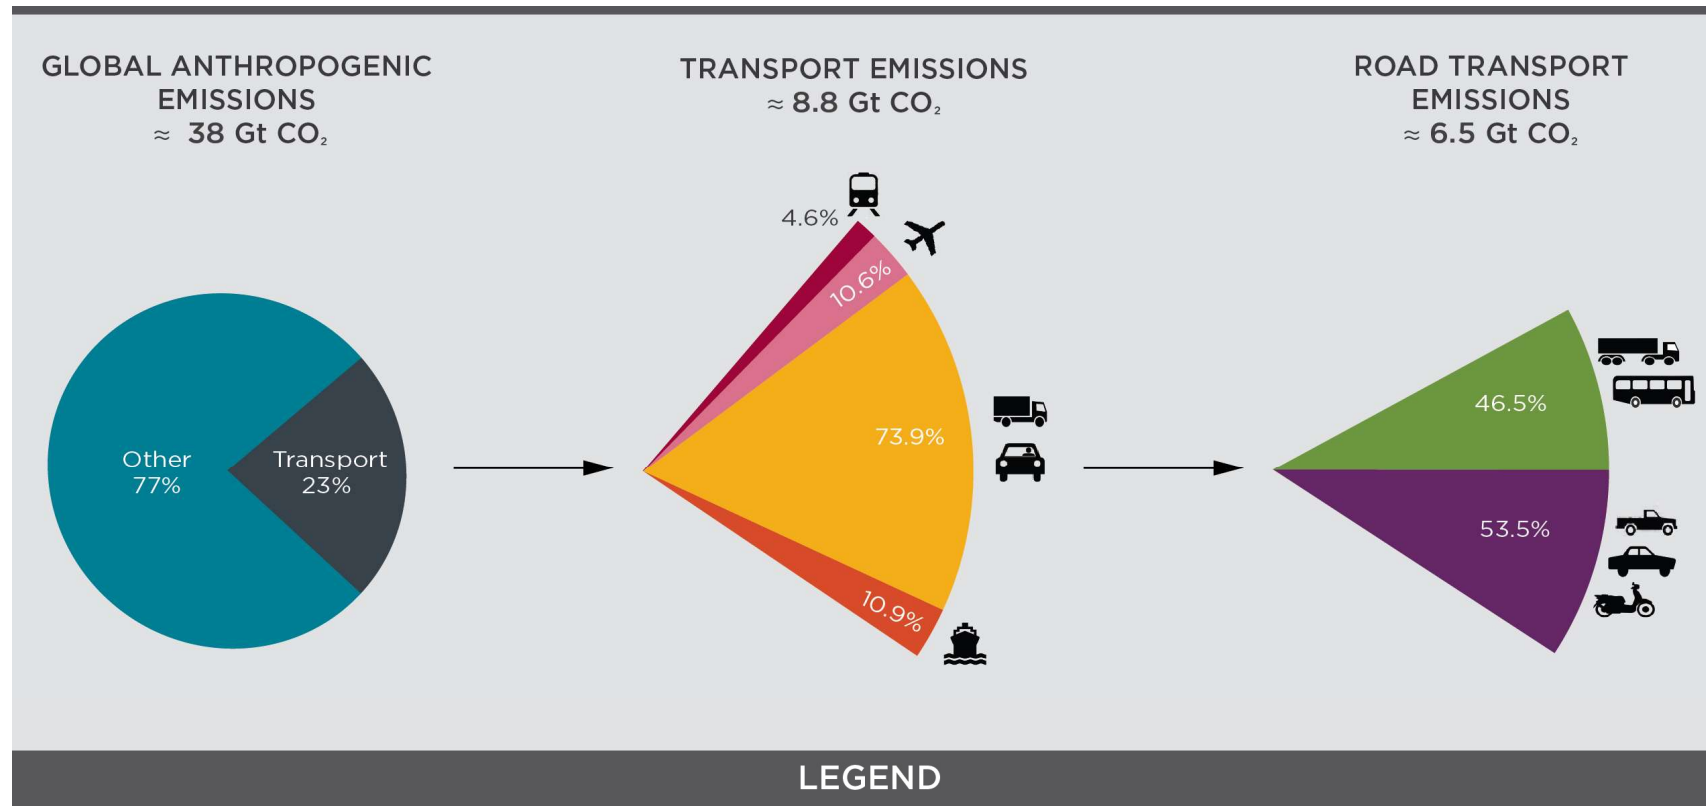 GLOBAL ANTHROPOGENIC
EMISSIONS
≈ 38 Gt CO₂
TRANSPORT EMISSIONS
≈ 8.8 Gt CO₂
ROAD TRANSPORT
EMISSIONS
≈ 6.5 Gt CO₂
Other
77%
Transport
23%
4.6%
10.6%
73.9%
10.9%
46.5%
53.5%
LEGEND